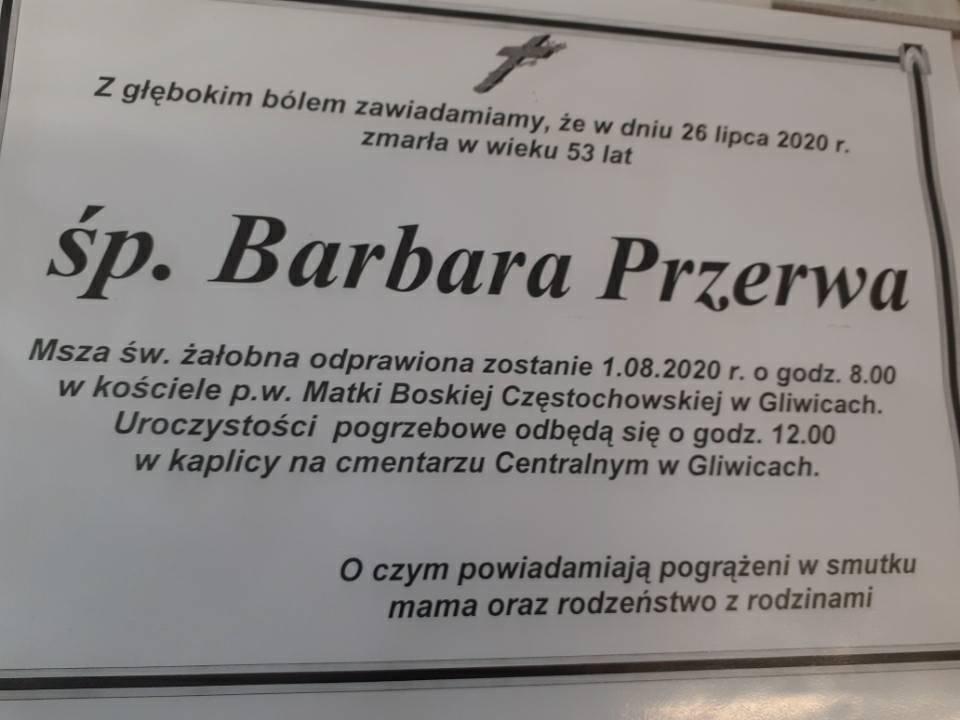 Z głębokim bólem zawiadamiamy, że w dniu 26 lipca 2020 r.
zmarła w wieku 53 lat
śp. Barbara Przerwa
Msza św. żałobna odprawiona zostanie 1.08.2020 r. o godz. 8.00
w kościele p.w. Matki Boskiej Częstochowskiej w Gliwicach.
Uroczystości pogrzebowe odbędą się o godz. 12.00
w kaplicy na cmentarzu Centralnym w Gliwicach.
O czym powiadamiają pogrążeni w smutku
mama oraz rodzeństwo z rodzinami